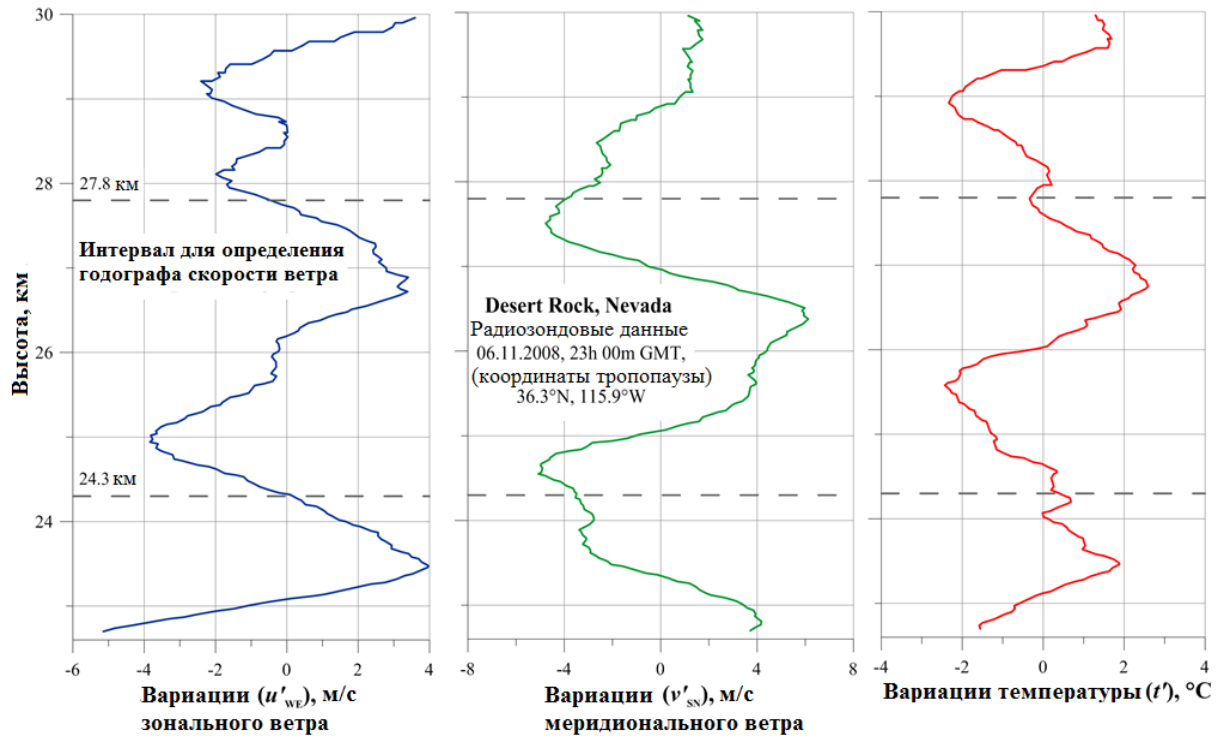 30
29
28
26
24
Высота, км
27.8 км
Интервал для определения
годографа скорости ветра
24.3 км
-6 -4 -2 0 2 4
Вариации (u'WE), м/с
зонального ветра
Desert Rock, Nevada
Радиозондовые данные
06.11.2008, 23h 00m GMT,
(координаты тропопаузы)
36.3°N, 115.9°W
-8 -4 0 4 8
Вариации (v'SN), м/с
меридионального ветра
-4 -2 0 2 4
Вариации температуры (t'), °C